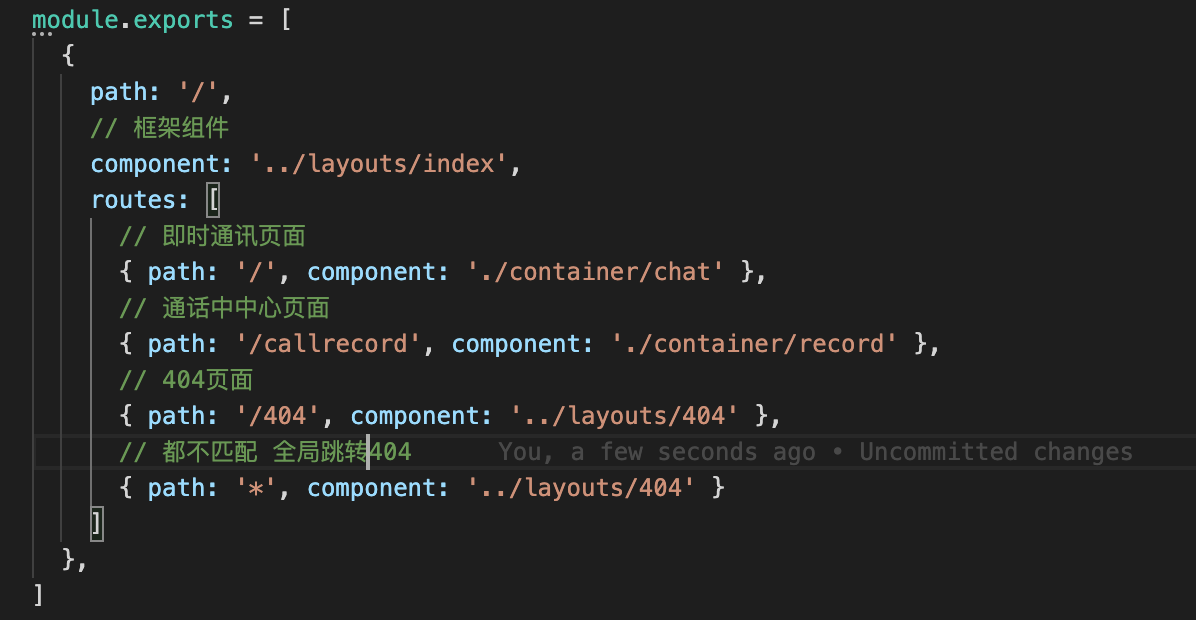 module.exports = [
{
path: '/',
// 框架组件
component: '../layouts/index',
routes: [
// 即时通讯页面
{ path: '/', component: './container/chat' },
// 通话中中心页面
{ path: '/callrecord', component: './container/record' },
// 404页面
{ path: '/404', component: '../layouts/404' },
// 都不匹配 全局跳转404 You, a few seconds ago • Uncommitted changes
{ path: '*', component: '../layouts/404' }
]
},
]